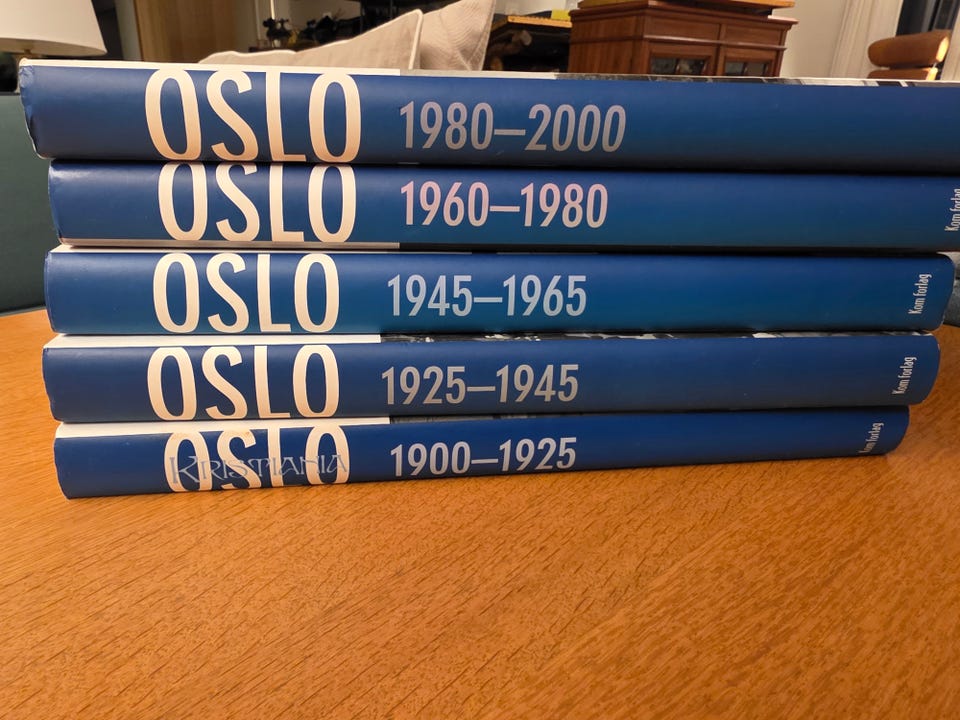 OSLO 1980–2000
OSLO 1960–1980 Kom forlag
OSLO 1945–1965 Kom forlag
OSLO 1925–1945 Kom forlag
OSLO KRISTIANIA 1900–1925 Kom forlag